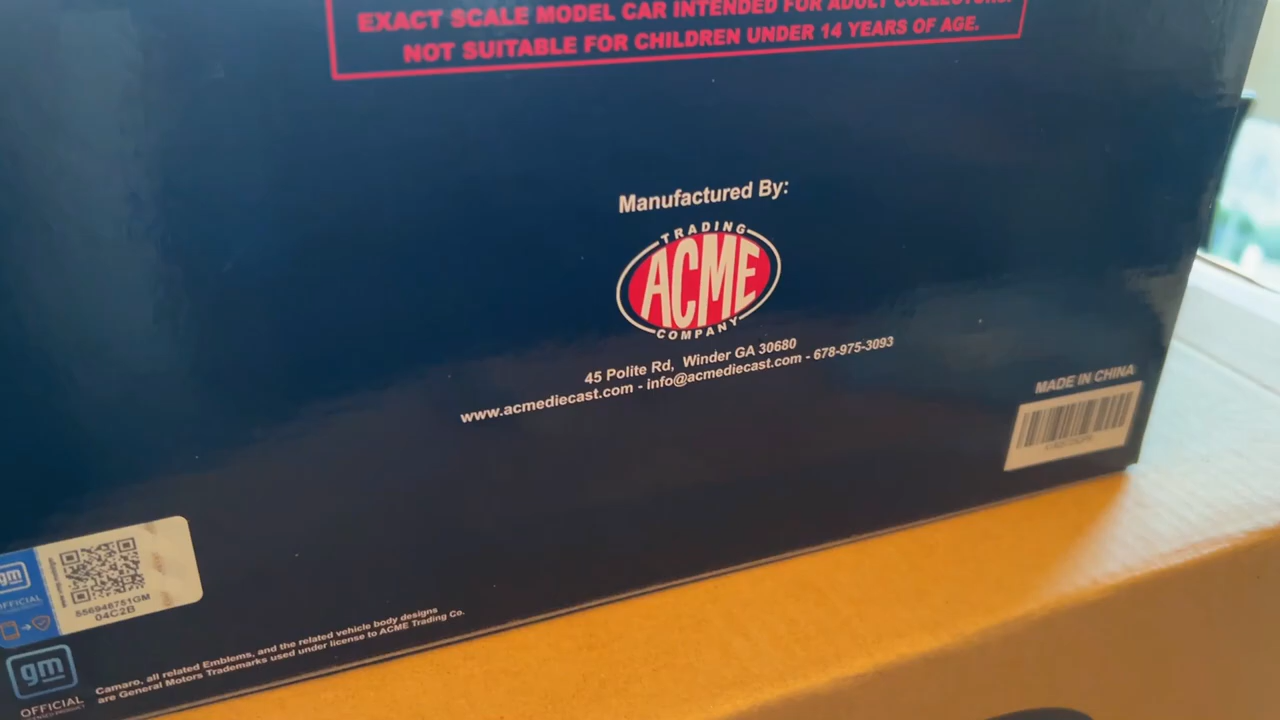 EXACT SCALE MODEL CAR INTENDED FOR ADULT COLLECTORS.
NOT SUITABLE FOR CHILDREN UNDER 14 YEARS OF AGE.
Manufactured By:
TRADING
ACME
COMPANY
45 Polite Rd, Winder GA 30680
www.acmediecast.com - info@acmediecast.com - 678-975-3093
MADE IN CHINA
gm
OFFICIAL
556948751GM
04C2B
gm
OFFICIAL
Camaro, all related Emblems, and the related vehicle body designs
are General Motors Trademarks used under license to ACME Trading Co.